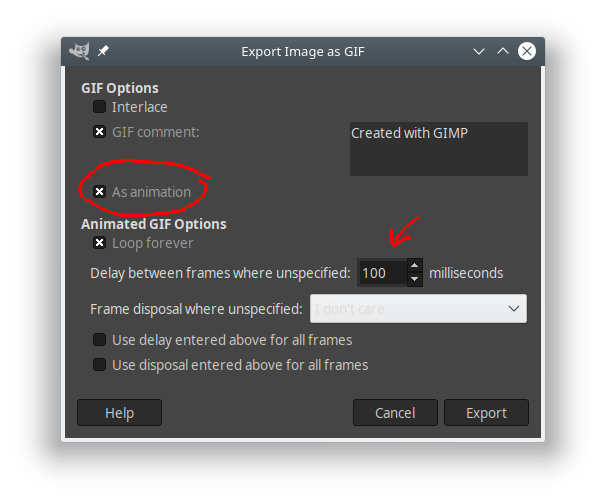 Export Image as GIF
GIF Options
Interlace
GIF comment:
Created with GIMP
As animation
Animated GIF Options
Loop forever
Delay between frames where unspecified: 100 milliseconds
Frame disposal where unspecified: I don't care
Use delay entered above for all frames
Use disposal entered above for all frames
Help Cancel Export